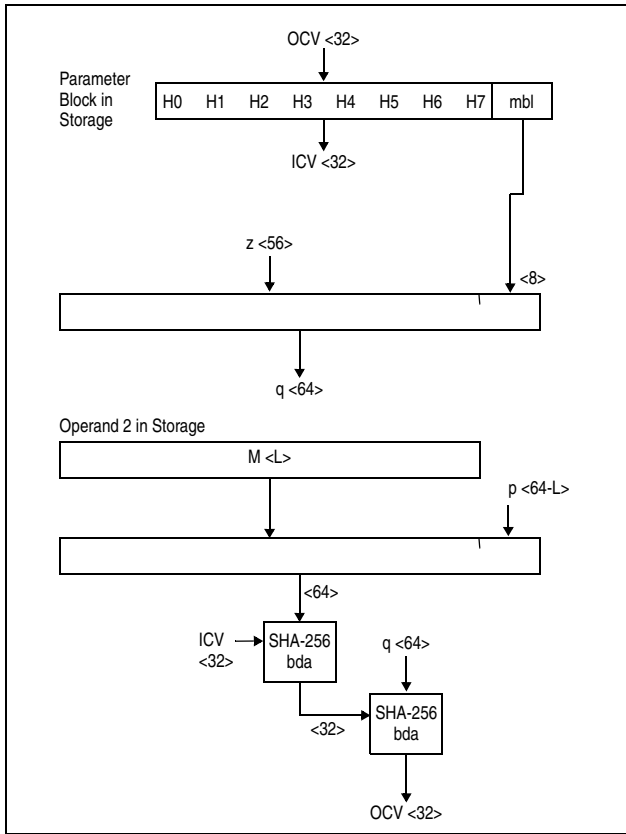 OCV <32>
Parameter
Block in
Storage
H0 H1 H2 H3 H4 H5 H6 H7 mbl
ICV <32>
z <56>
<8>
q <64>
Operand 2 in Storage
M <L>
p <64-L>
<64>
ICV
<32>
SHA-256
bda
q <64>
<32>
SHA-256
bda
OCV <32>